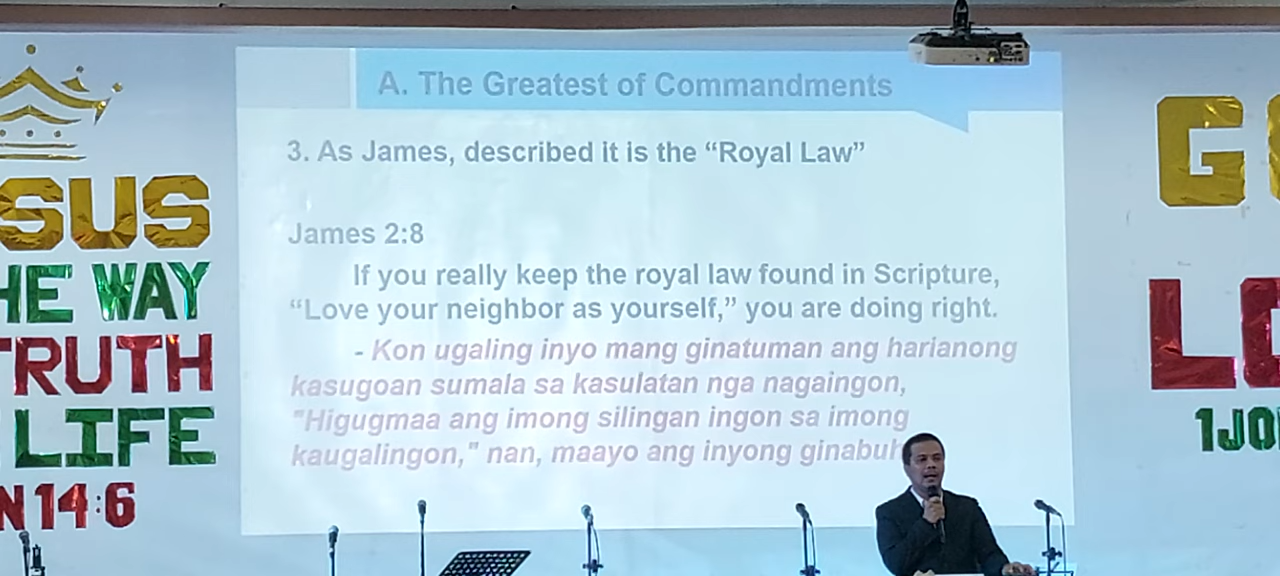 SUS
HE WAY
TRUTH
LIFE
N 14:6
A. The Greatest of Commandments
3. As James, described it is the “Royal Law”
James 2:8
If you really keep the royal law found in Scripture,
“Love your neighbor as yourself,” you are doing right.
- Kon ugaling inyo mang ginatuman ang harianong
kasugoan sumala sa kasulatan nga nagaingon,
"Higugmaa ang imong silingan ingon sa imong
kaugalingon," nan, maayo ang inyong ginabuh
G
L
1JO